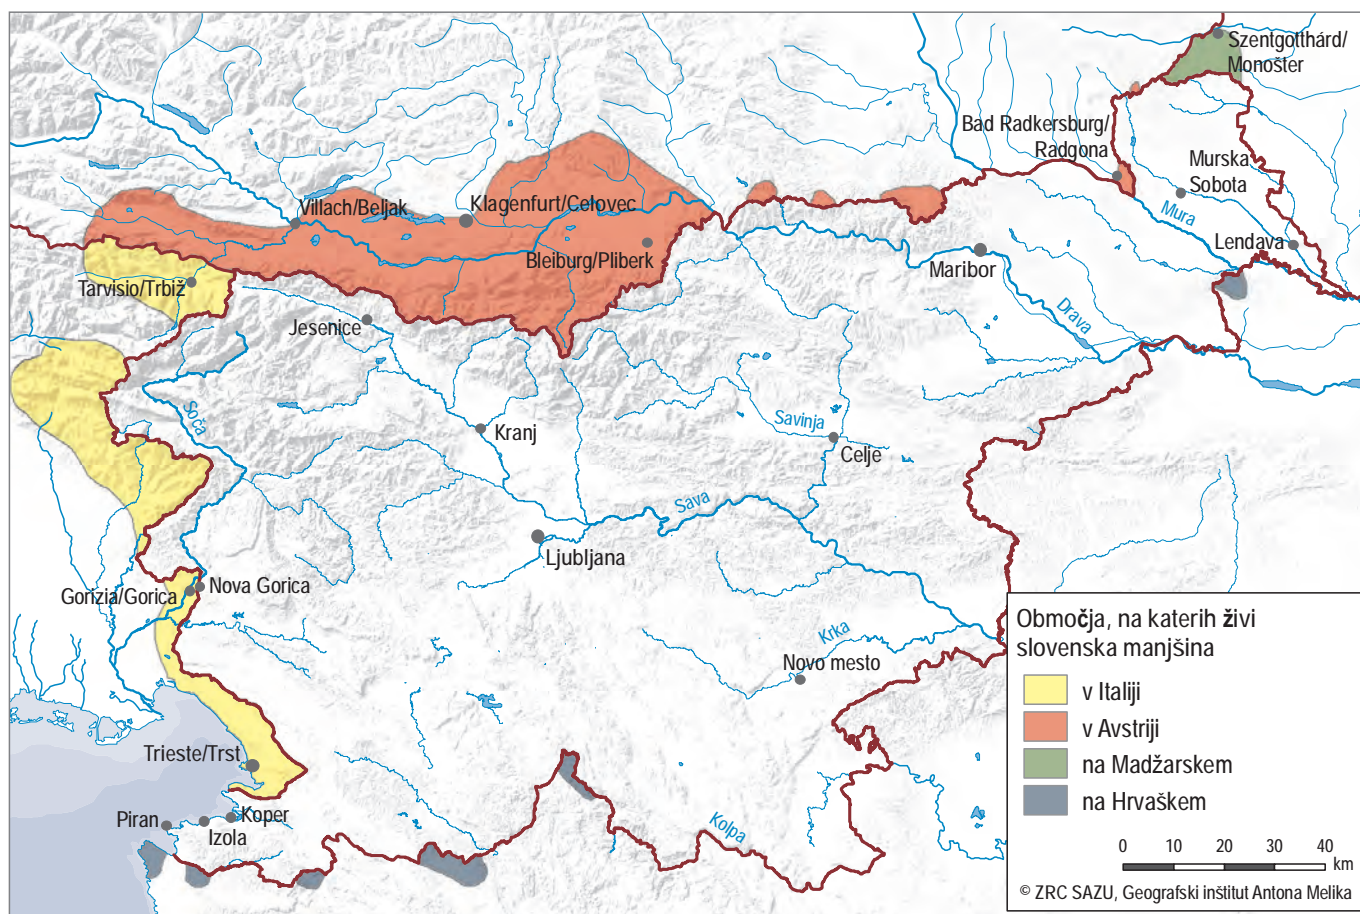 Szentgotthárd/
Monošter
Bad Radkersburg/
Radgona
Murska
Sobota
Mura
Lendava
Villach/Beljak
Klagenfurt/Celovec
Bleiburg/Pliberk
Maribor
Tarvisio/Trbiž
Jesenice
Drava
Soča
Kranj
Savinja
Celje
Sava
Ljubljana
Gorizia/Gorica
Nova Gorica
Krka
Novo mesto
Trieste/Trst
Piran
Koper
Izola
Kolpa
Območja, na katerih živi
slovenska manjšina
v Italiji
v Avstriji
na Madžarskem
na Hrvaškem
0 10 20 30 40
km
© ZRC SAZU, Geografski inštitut Antona Melika